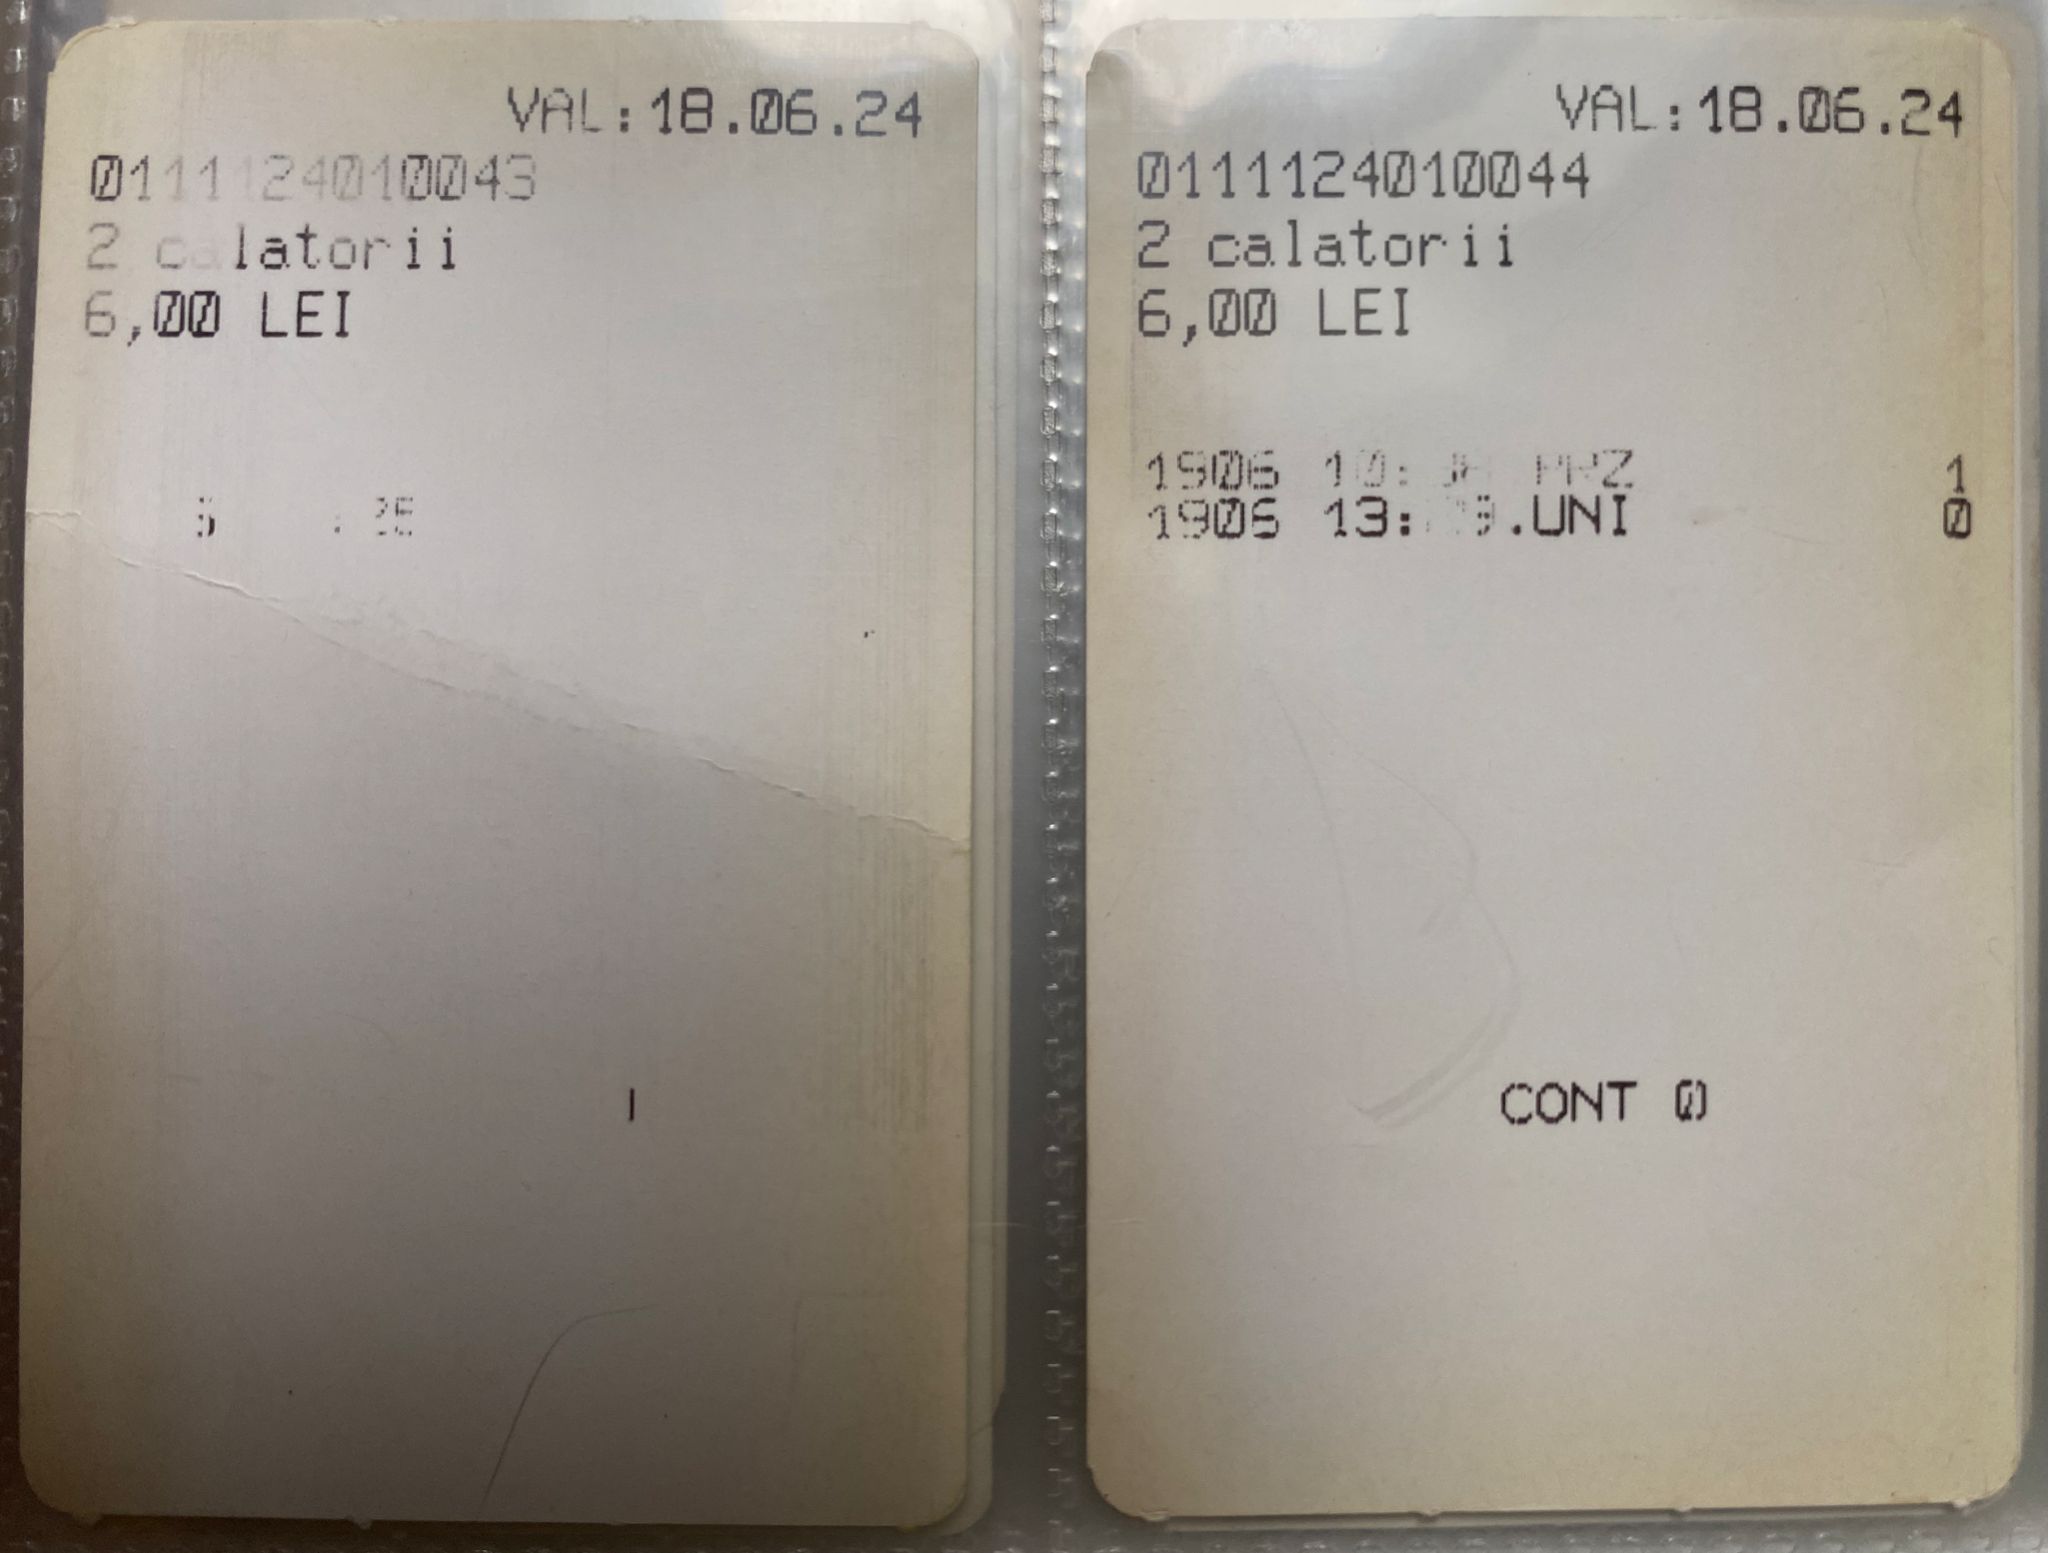 VAL:18.06.24
0111124010043
2 calatorii
6,00 LEI
VAL:18.06.24
0111124010044
2 calatorii
6,00 LEI
1906 1
1906 .UNI 0
CONT 0